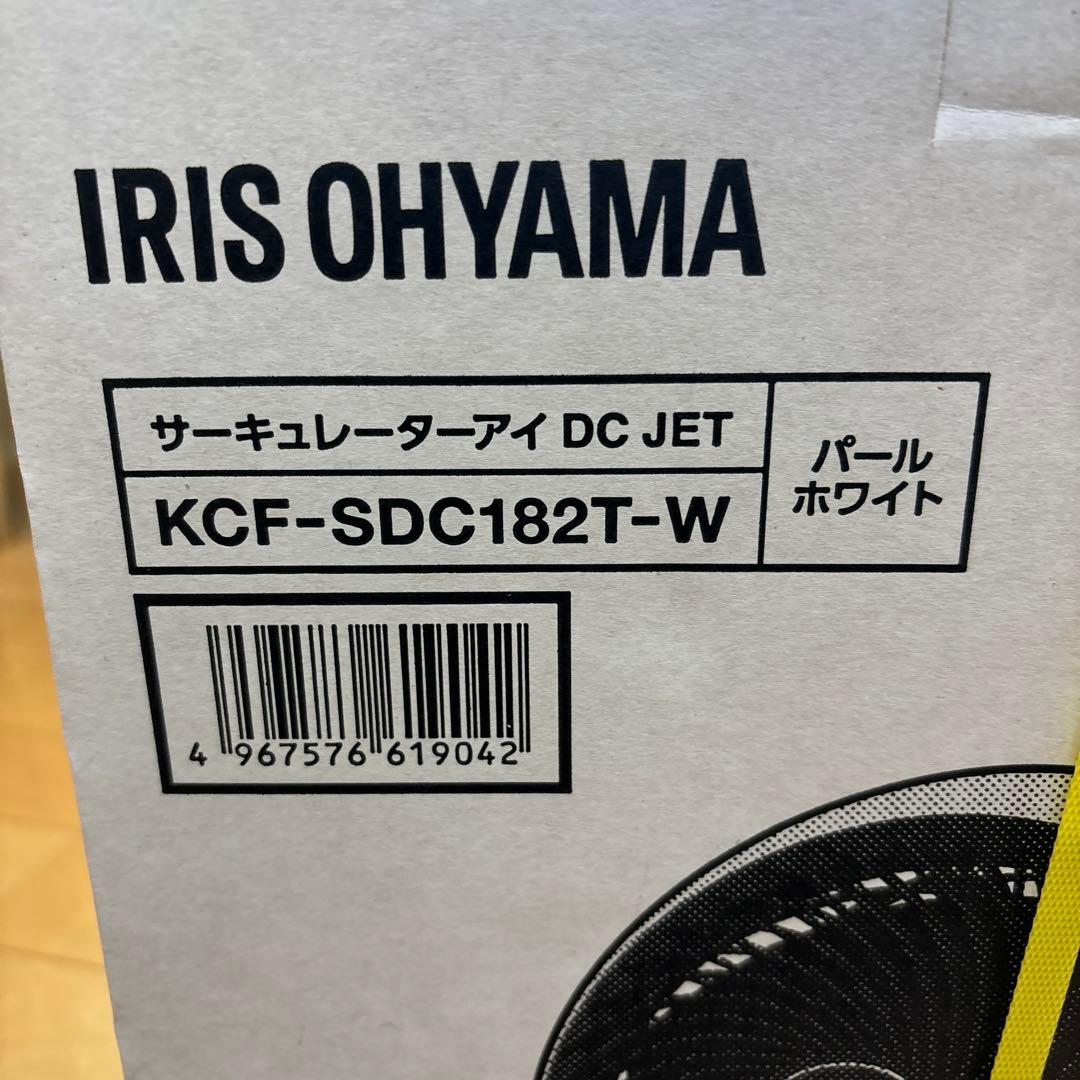 IRIS OHYAMA
サーキュレーターアイ DC JET
KCF-SDC182T-W
パール
ホワイト
4 967576 619042